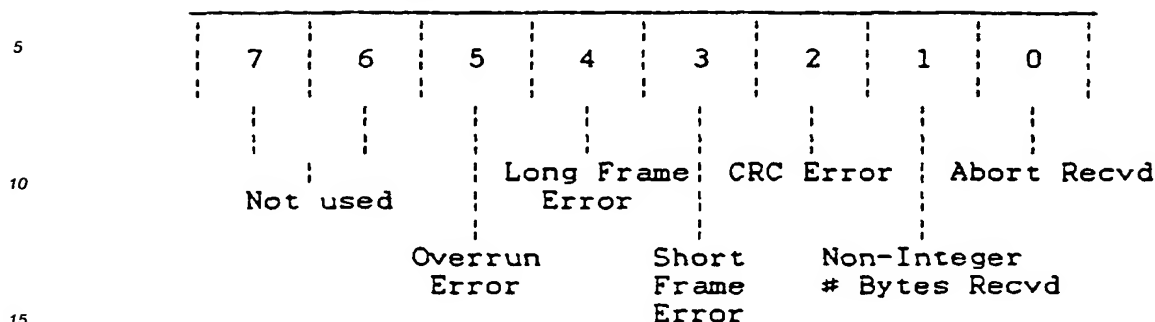 5
7 6 5 4 3 2 1 0
10
Long Frame CRC Error Abort Recvd
Not used Error
Overrun Short Non-Integer
Error Frame # Bytes Recvd
15 Error